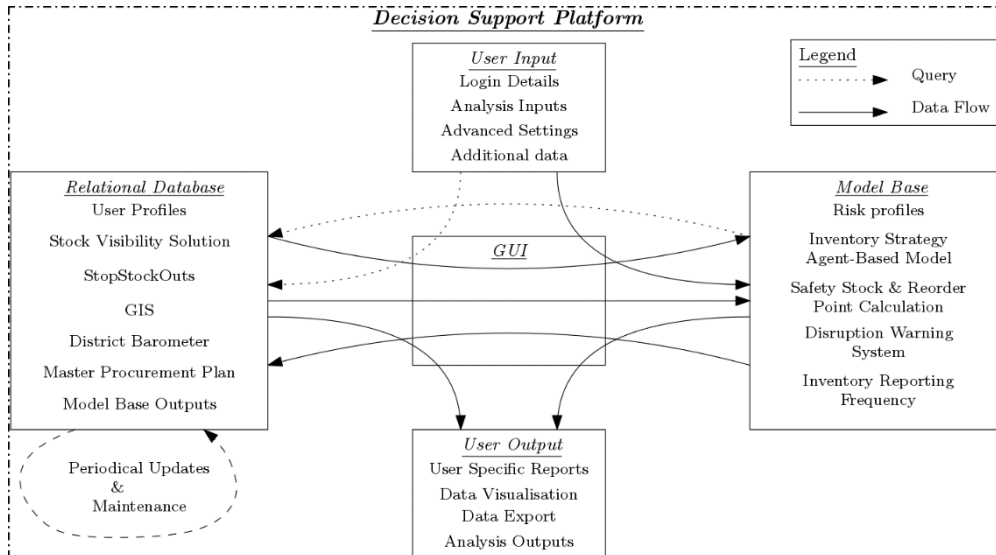 Decision Support Platform
User Input
Login Details
Analysis Inputs
Advanced Settings
Additional data
Legend
Query
Data Flow
Relational Database
User Profiles
Stock Visibility Solution
StopStockOuts
GIS
District Barometer
Master Procurement Plan
Model Base Outputs
GUI
Model Base
Risk profiles
Inventory Strategy
Agent-Based Model
Safety Stock & Reorder
Point Calculation
Disruption Warning
System
Inventory Reporting
Frequency
Periodical Updates
&
Maintenance
User Output
User Specific Reports
Data Visualisation
Data Export
Analysis Outputs